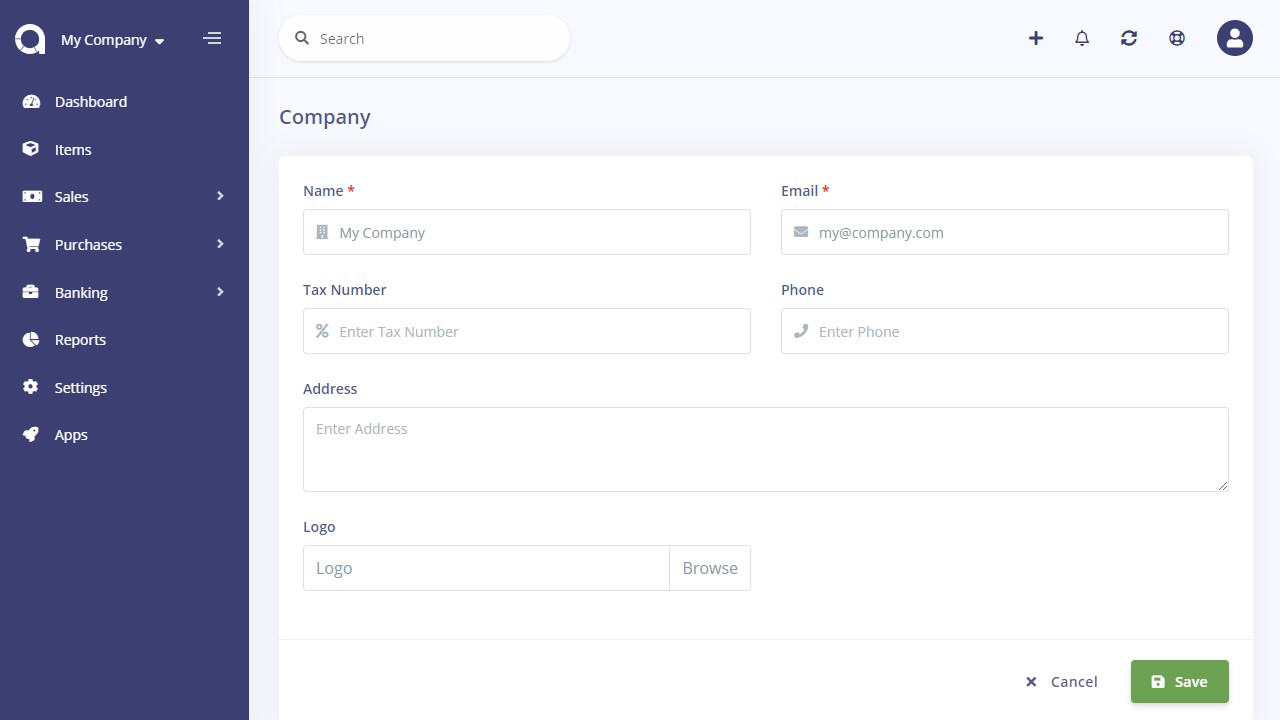 My Company
Search
Dashboard
Items
Sales
Purchases
Banking
Reports
Settings
Apps
Company
Name *
Email *
My Company
my@company.com
Tax Number
Phone
Enter Tax Number
Enter Phone
Address
Enter Address
Logo
Logo
Browse
Cancel
Save